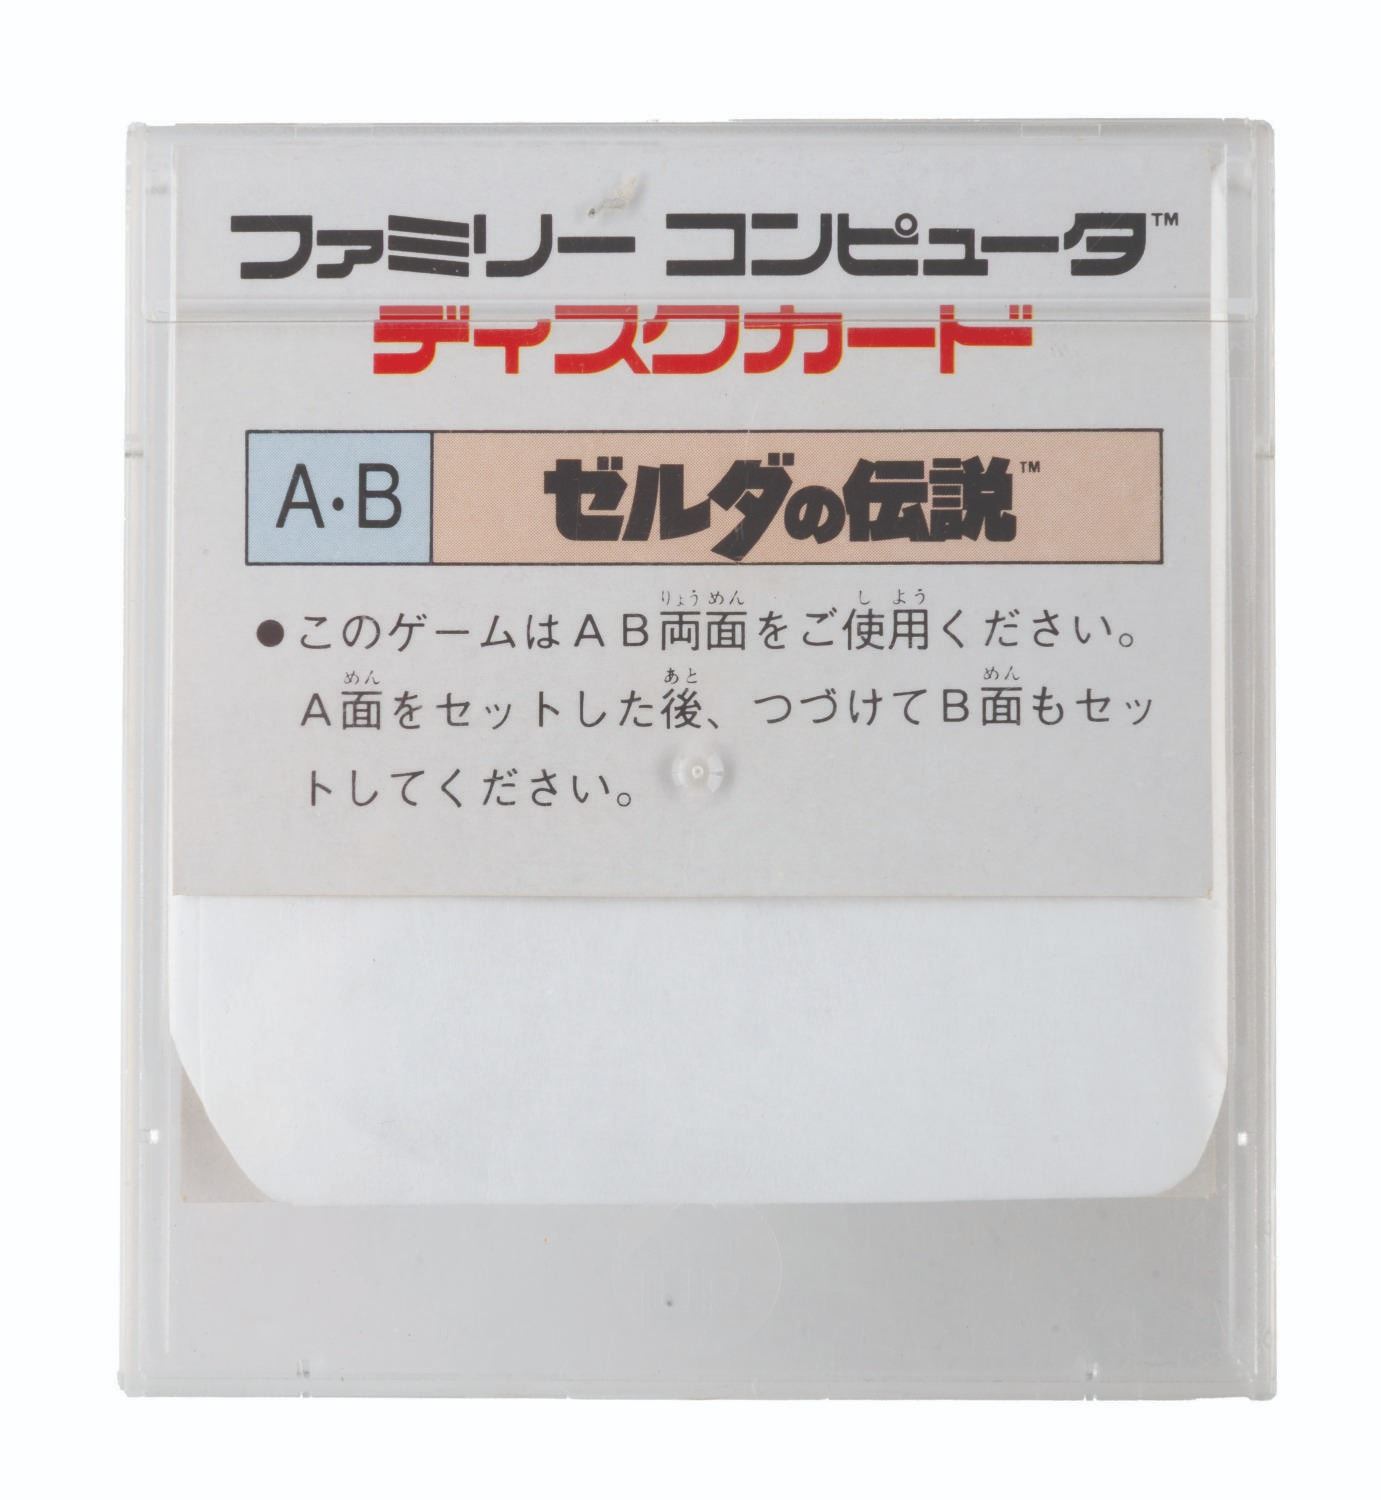 ファミリー コンピュータ™
ディスクカード
A・B
ゼルダの伝説™
りょうめん しよう
●このゲームはAB両面をご使用ください。
めん あと めん
A面をセットした後、つづけてB面もセッ
トしてください。